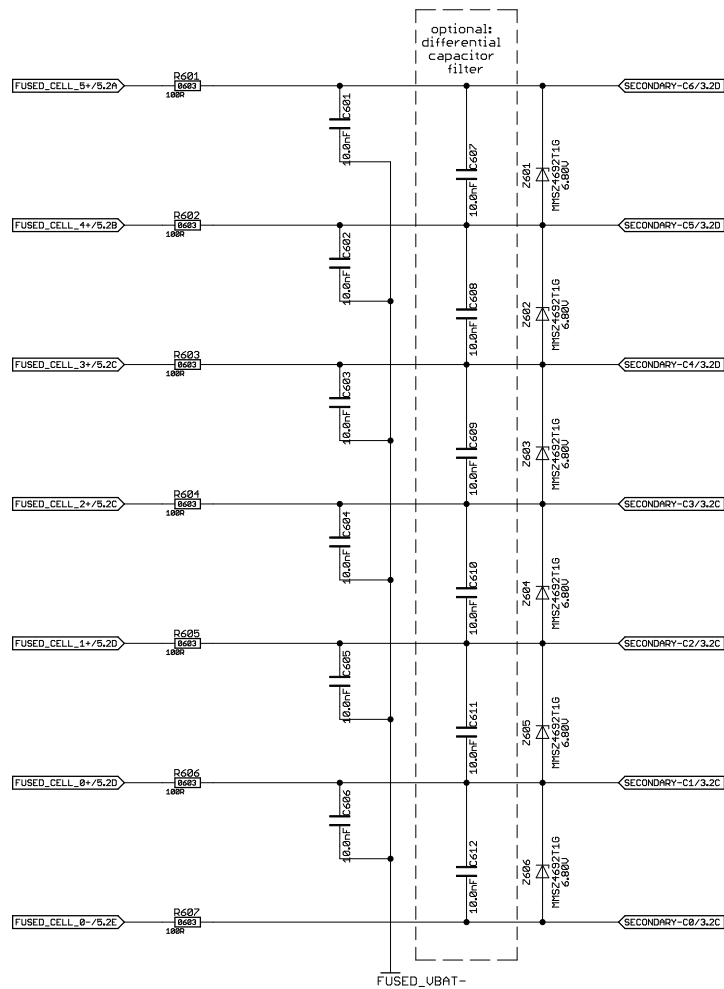 optional:
differential
capacitor
filter
FUSED_CELL_5+/5.2A
R601
0603
100R
C601
10.0nF
C607
10.0nF
Z601
MMSZ4692T1G
6.80V
SECONDARY-C6/3.2D
FUSED_CELL_4+/5.2B
R602
0603
100R
C602
10.0nF
C608
10.0nF
Z602
MMSZ4692T1G
6.80V
SECONDARY-C5/3.2D
FUSED_CELL_3+/5.2C
R603
0603
100R
C603
10.0nF
C609
10.0nF
Z603
MMSZ4692T1G
6.80V
SECONDARY-C4/3.2D
FUSED_CELL_2+/5.2C
R604
0603
100R
C604
10.0nF
C610
10.0nF
Z604
MMSZ4692T1G
6.80V
SECONDARY-C3/3.2C
FUSED_CELL_1+/5.2D
R605
0603
100R
C605
10.0nF
C611
10.0nF
Z605
MMSZ4692T1G
6.80V
SECONDARY-C2/3.2C
FUSED_CELL_0+/5.2D
R606
0603
100R
C606
10.0nF
C612
10.0nF
Z606
MMSZ4692T1G
6.80V
SECONDARY-C1/3.2C
FUSED_CELL_0-/5.2E
R607
0603
100R
SECONDARY-C0/3.2C
FUSED_VBAT-